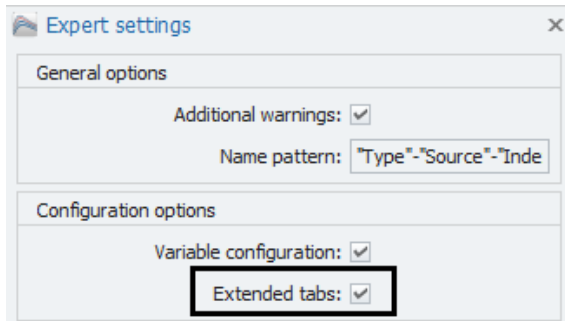 Expert settings
General options
Additional warnings:
Name pattern: "Type"-"Source"-"Inde
Configuration options
Variable configuration:
Extended tabs: